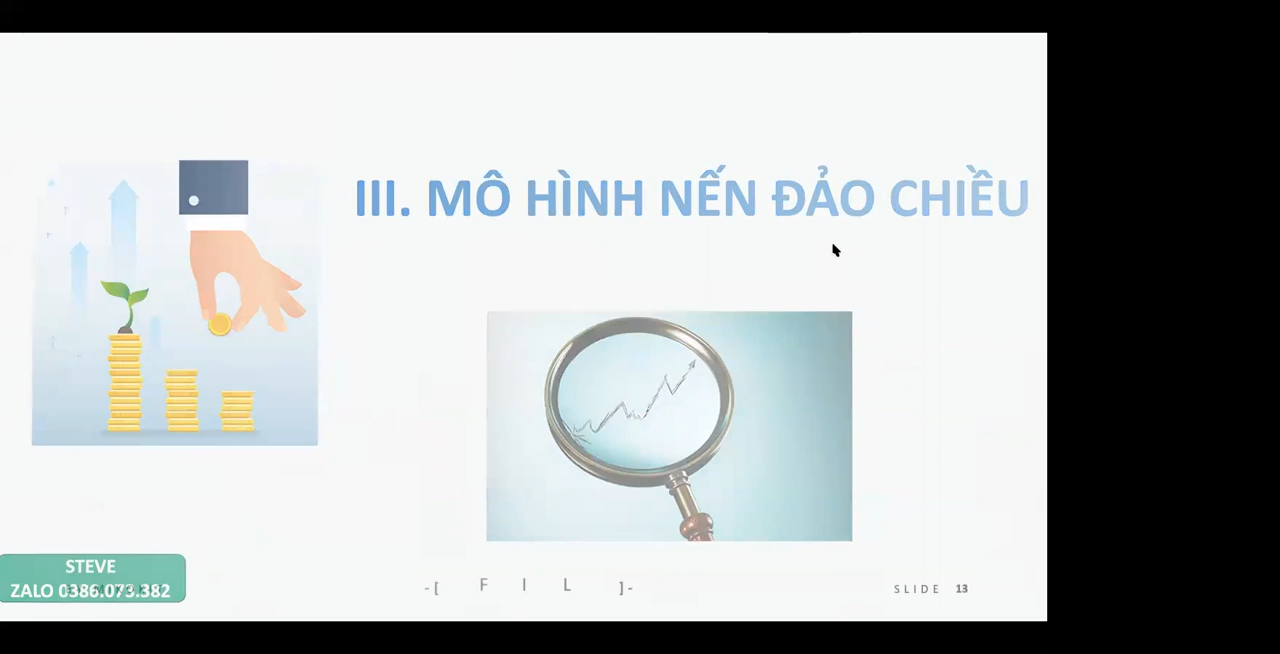 III. MÔ HÌNH NẾN ĐẢO CHIỀU
STEVE
ZALO 0386.073.382
-[ F I L ]-
SLIDE 13